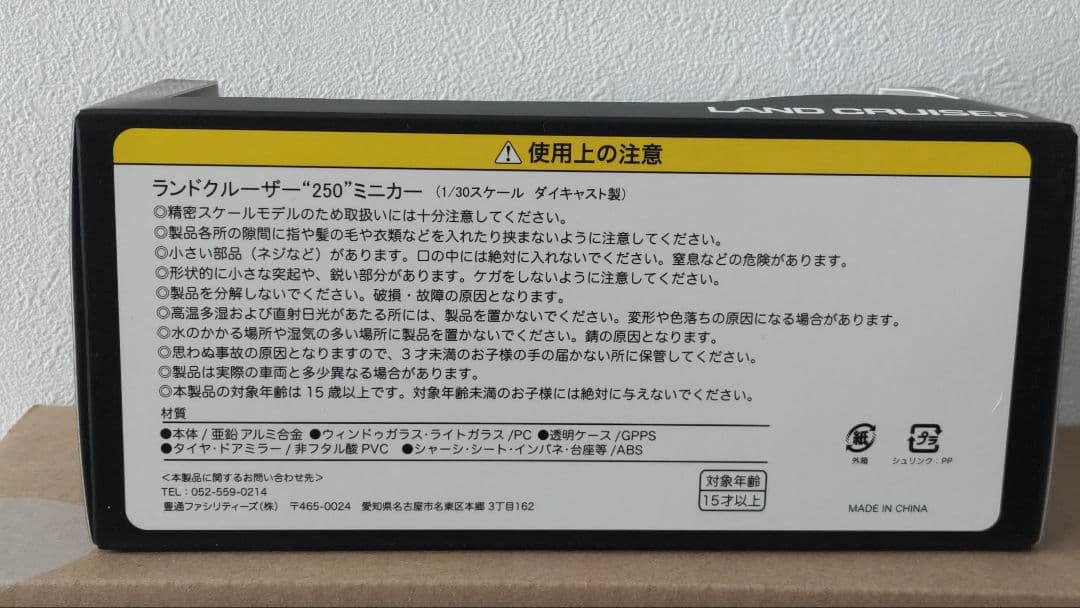 LAND CRUISER
使用上の注意
ランドクルーザー“250”ミニカー（1/30スケール ダイキャスト製）
◎精密スケールモデルのため取扱いには十分注意してください。
◎製品各所の隙間に指や髪の毛や衣類などを入れたり挟まないように注意してください。
◎小さい部品（ネジなど）があります。口の中には絶対に入れないでください。窒息などの危険があります。
◎形状的に小さな突起や、鋭い部分があります。ケガをしないように注意してください。
◎製品を分解しないでください。破損・故障の原因となります。
◎高温多湿および直射日光があたる所には、製品を置かないでください。変形や色落ちの原因になる場合があります。
◎水のかかる場所や湿気の多い場所に製品を置かないでください。錆の原因となります。
◎思わぬ事故の原因となりますので、3才未満のお子様の手の届かない所に保管してください。
◎製品は実際の車両と多少異なる場合があります。
◎本製品の対象年齢は15歳以上です。対象年齢未満のお子様には絶対に与えないでください。
材質
●本体/亜鉛アルミ合金 ●ウィンドゥガラス・ライトガラス/PC ●透明ケース/GPPS
●タイヤ・ドアミラー/非フタル酸PVC ●シャーシ・シート・インパネ・台座等/ABS
紙
外箱
プラ
シュリンク：PP
＜本製品に関するお問い合わせ先＞
TEL：052-559-0214
豊通ファシリティーズ（株） 〒465-0024 愛知県名古屋市名東区本郷3丁目162
対象年齢
15才以上
MADE IN CHINA